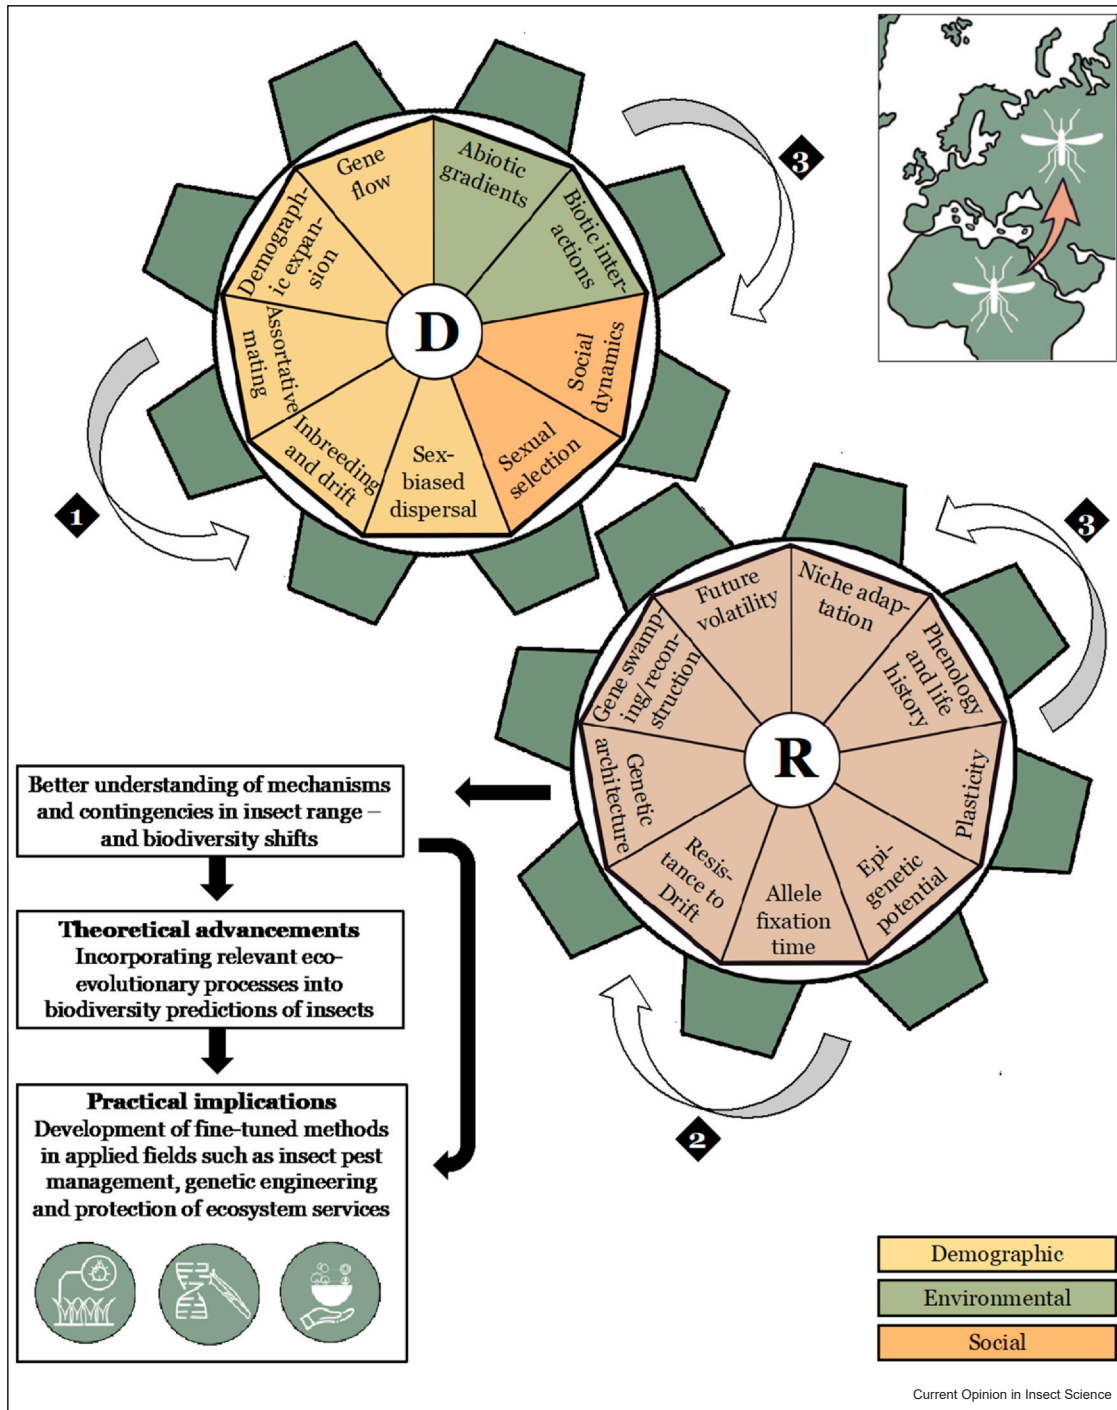 Gene
flow
Abiotic
gradients
Biotic inter-
actions
Social
dynamics
Sexual
selection
Sex-
biased
dispersal
Inbreeding
and drift
Assortative
mating
Demograph-
ic expan-
sion
D
3
1
Future
volatility
Niche adap-
tation
Phenology
and life
history
Plasticity
Epi-
genetic
potential
Allele
fixation
time
Resis-
tance to
Drift
Genetic
architecture
Gene swamp-
ing/recon-
struction
R
3
2
Better understanding of mechanisms
and contingencies in insect range –
and biodiversity shifts
Theoretical advancements
Incorporating relevant eco-
evolutionary processes into
biodiversity predictions of insects
Practical implications
Development of fine-tuned methods
in applied fields such as insect pest
management, genetic engineering
and protection of ecosystem services
Demographic
Environmental
Social
Current Opinion in Insect Science